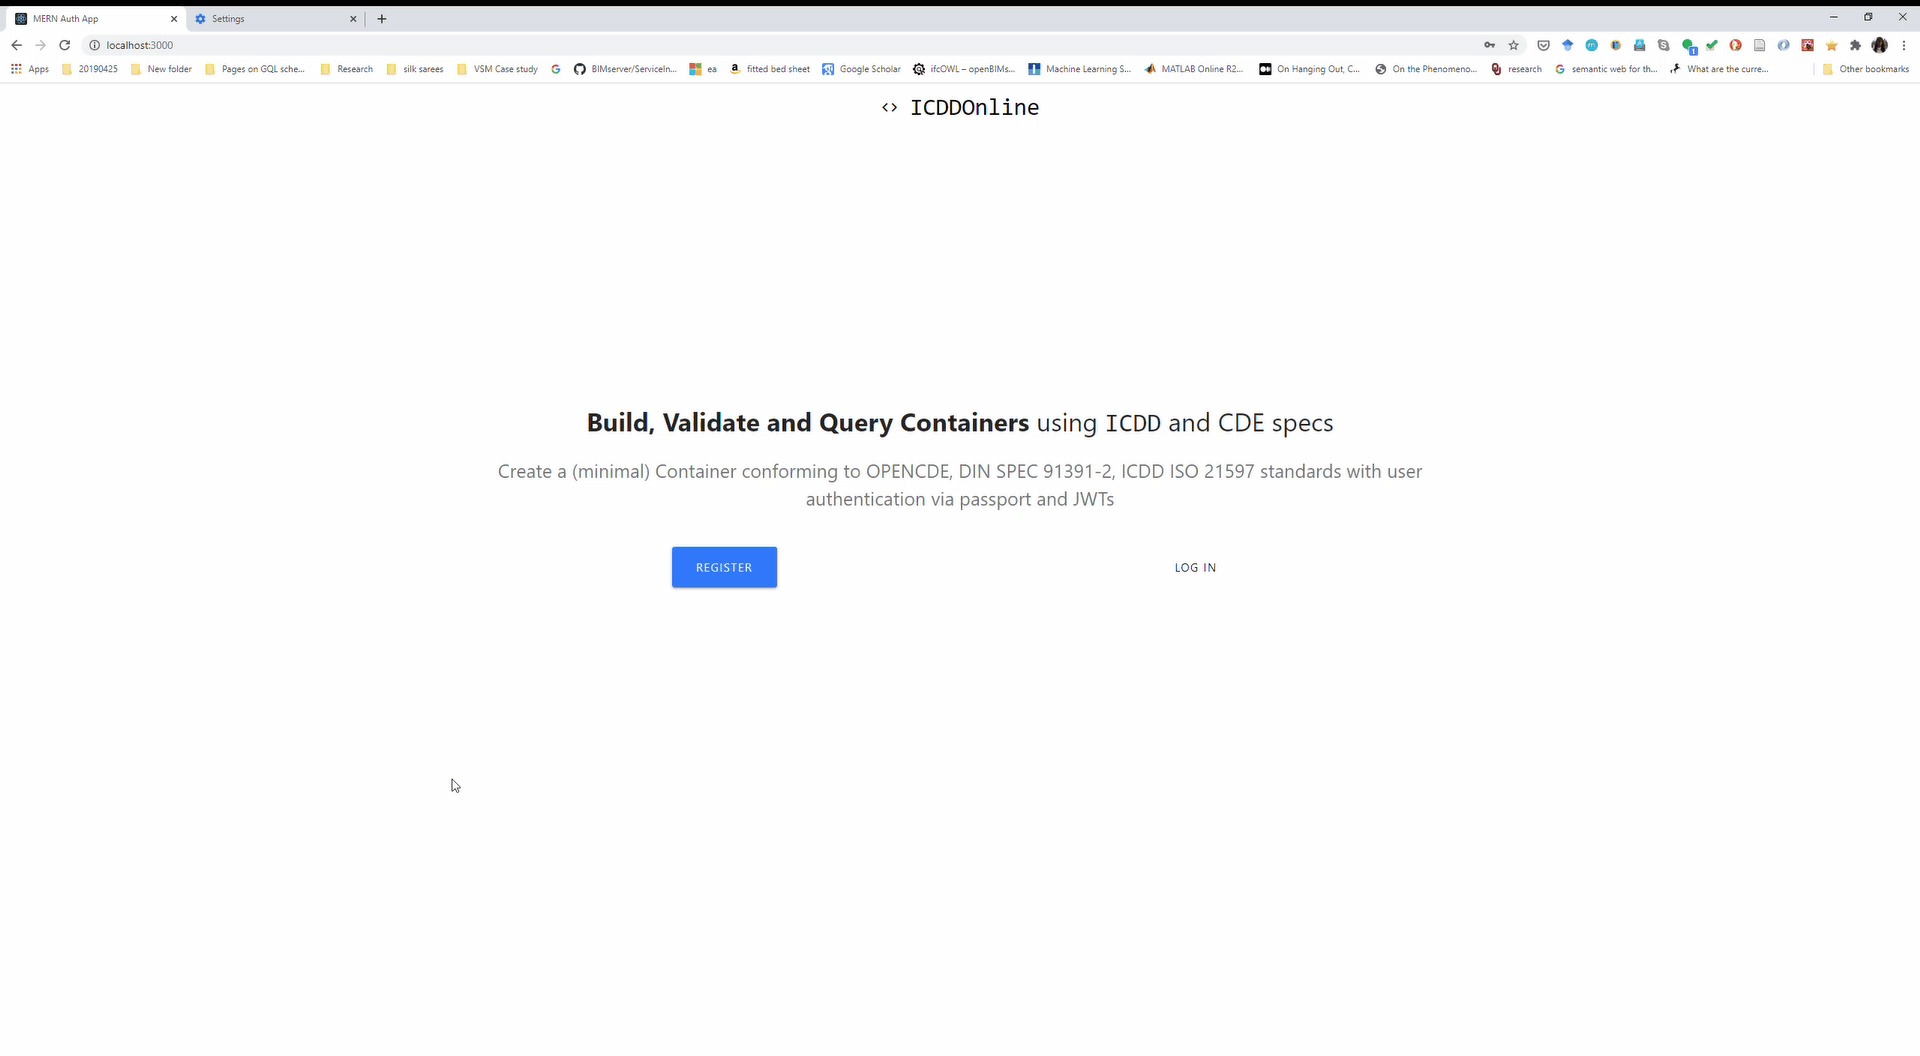 MERN Auth App
Settings
localhost:3000
Apps
20190425
New folder
Pages on GQL sche...
Research
silk sarees
VSM Case study
BIMserver/ServiceIn...
ea
fitted bed sheet
Google Scholar
ifcOWL – openBIMs...
Machine Learning S...
MATLAB Online R2...
On Hanging Out, C...
On the Phenomeno...
research
semantic web for th...
What are the curre...
Other bookmarks
<> ICDDOnline
Build, Validate and Query Containers using ICDD and CDE specs
Create a (minimal) Container conforming to OPENCDE, DIN SPEC 91391-2, ICDD ISO 21597 standards with user
authentication via passport and JWTs
REGISTER
LOG IN